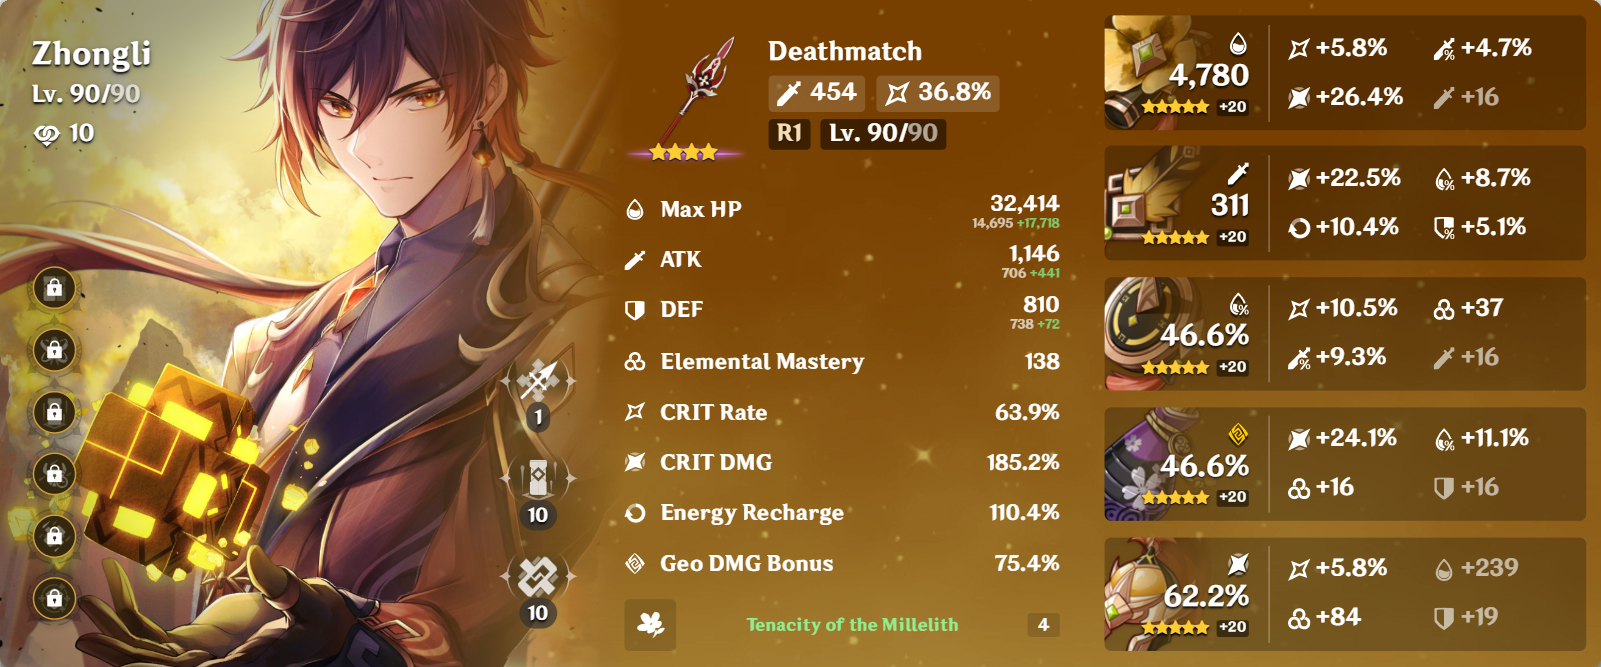 Zhongli
Lv. 90/90
10
1
10
10
Deathmatch
454 36.8%
R1 Lv. 90/90
Max HP 32,414
14,695 +17,718
ATK 1,146
706 +441
DEF 810
738 +72
Elemental Mastery 138
CRIT Rate 63.9%
CRIT DMG 185.2%
Energy Recharge 110.4%
Geo DMG Bonus 75.4%
Tenacity of the Millelith 4
4,780
+20
+5.8% +4.7%
+26.4% +16
311
+20
+22.5% +8.7%
+10.4% +5.1%
46.6%
+20
+10.5% +37
+9.3% +16
46.6%
+20
+24.1% +11.1%
+16 +16
62.2%
+20
+5.8% +239
+84 +19